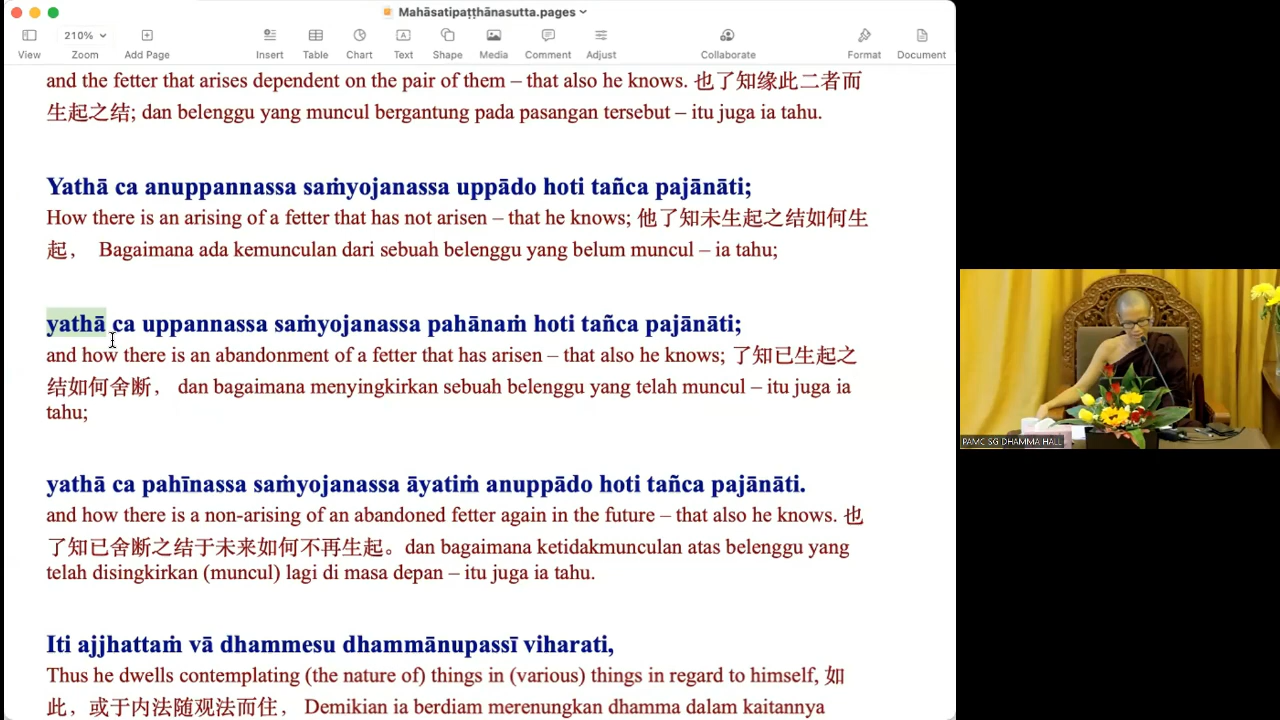 Mahāsatipaṭṭhānasutta.pages
210%
View Zoom Add Page Insert Table Chart Text Shape Media Comment Adjust Collaborate Format Document
and the fetter that arises dependent on the pair of them – that also he knows. 也了知缘此二者而
生起之结; dan belenggu yang muncul bergantung pada pasangan tersebut – itu juga ia tahu.
Yathā ca anuppannassa saṁyojanassa uppādo hoti tañca pajānāti;
How there is an arising of a fetter that has not arisen – that he knows; 他了知未生起之结如何生
起， Bagaimana ada kemunculan dari sebuah belenggu yang belum muncul – ia tahu;
yathā ca uppannassa saṁyojanassa pahānaṁ hoti tañca pajānāti;
and how there is an abandonment of a fetter that has arisen – that also he knows; 了知已生起之
结如何舍断， dan bagaimana menyingkirkan sebuah belenggu yang telah muncul – itu juga ia
tahu;
yathā ca pahīnassa saṁyojanassa āyatiṁ anuppādo hoti tañca pajānāti.
and how there is a non-arising of an abandoned fetter again in the future – that also he knows. 也
了知已舍断之结于未来如何不再生起。dan bagaimana ketidakmunculan atas belenggu yang
telah disingkirkan (muncul) lagi di masa depan – itu juga ia tahu.
Iti ajjhattaṁ vā dhammesu dhammānupassī viharati,
Thus he dwells contemplating (the nature of) things in (various) things in regard to himself, 如
此，或于内法随观法而住， Demikian ia berdiam merenungkan dhamma dalam kaitannya
PAMC SG DHAMMA HALL